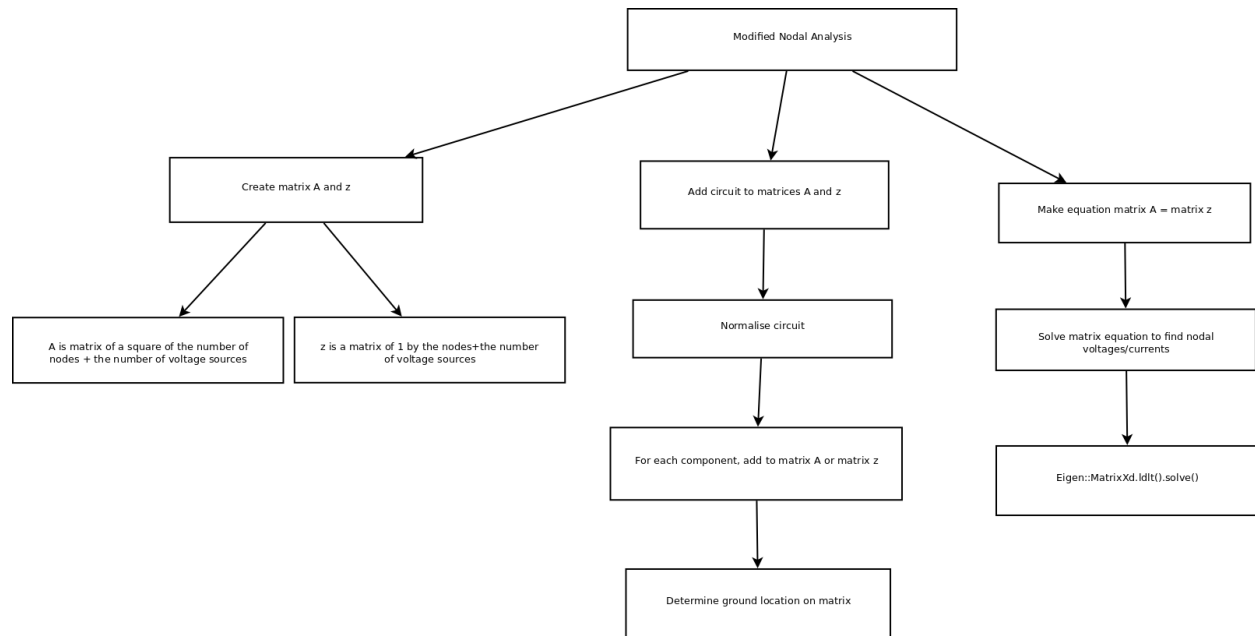 Modified Nodal Analysis
Create matrix A and z
Add circuit to matrices A and z
Make equation matrix A = matrix z
A is matrix of a square of the number of
nodes + the number of voltage sources
z is a matrix of 1 by the nodes+the number
of voltage sources
Normalise circuit
Solve matrix equation to find nodal
voltages/currents
For each component, add to matrix A or matrix z
Eigen::MatrixXd.ldlt().solve()
Determine ground location on matrix